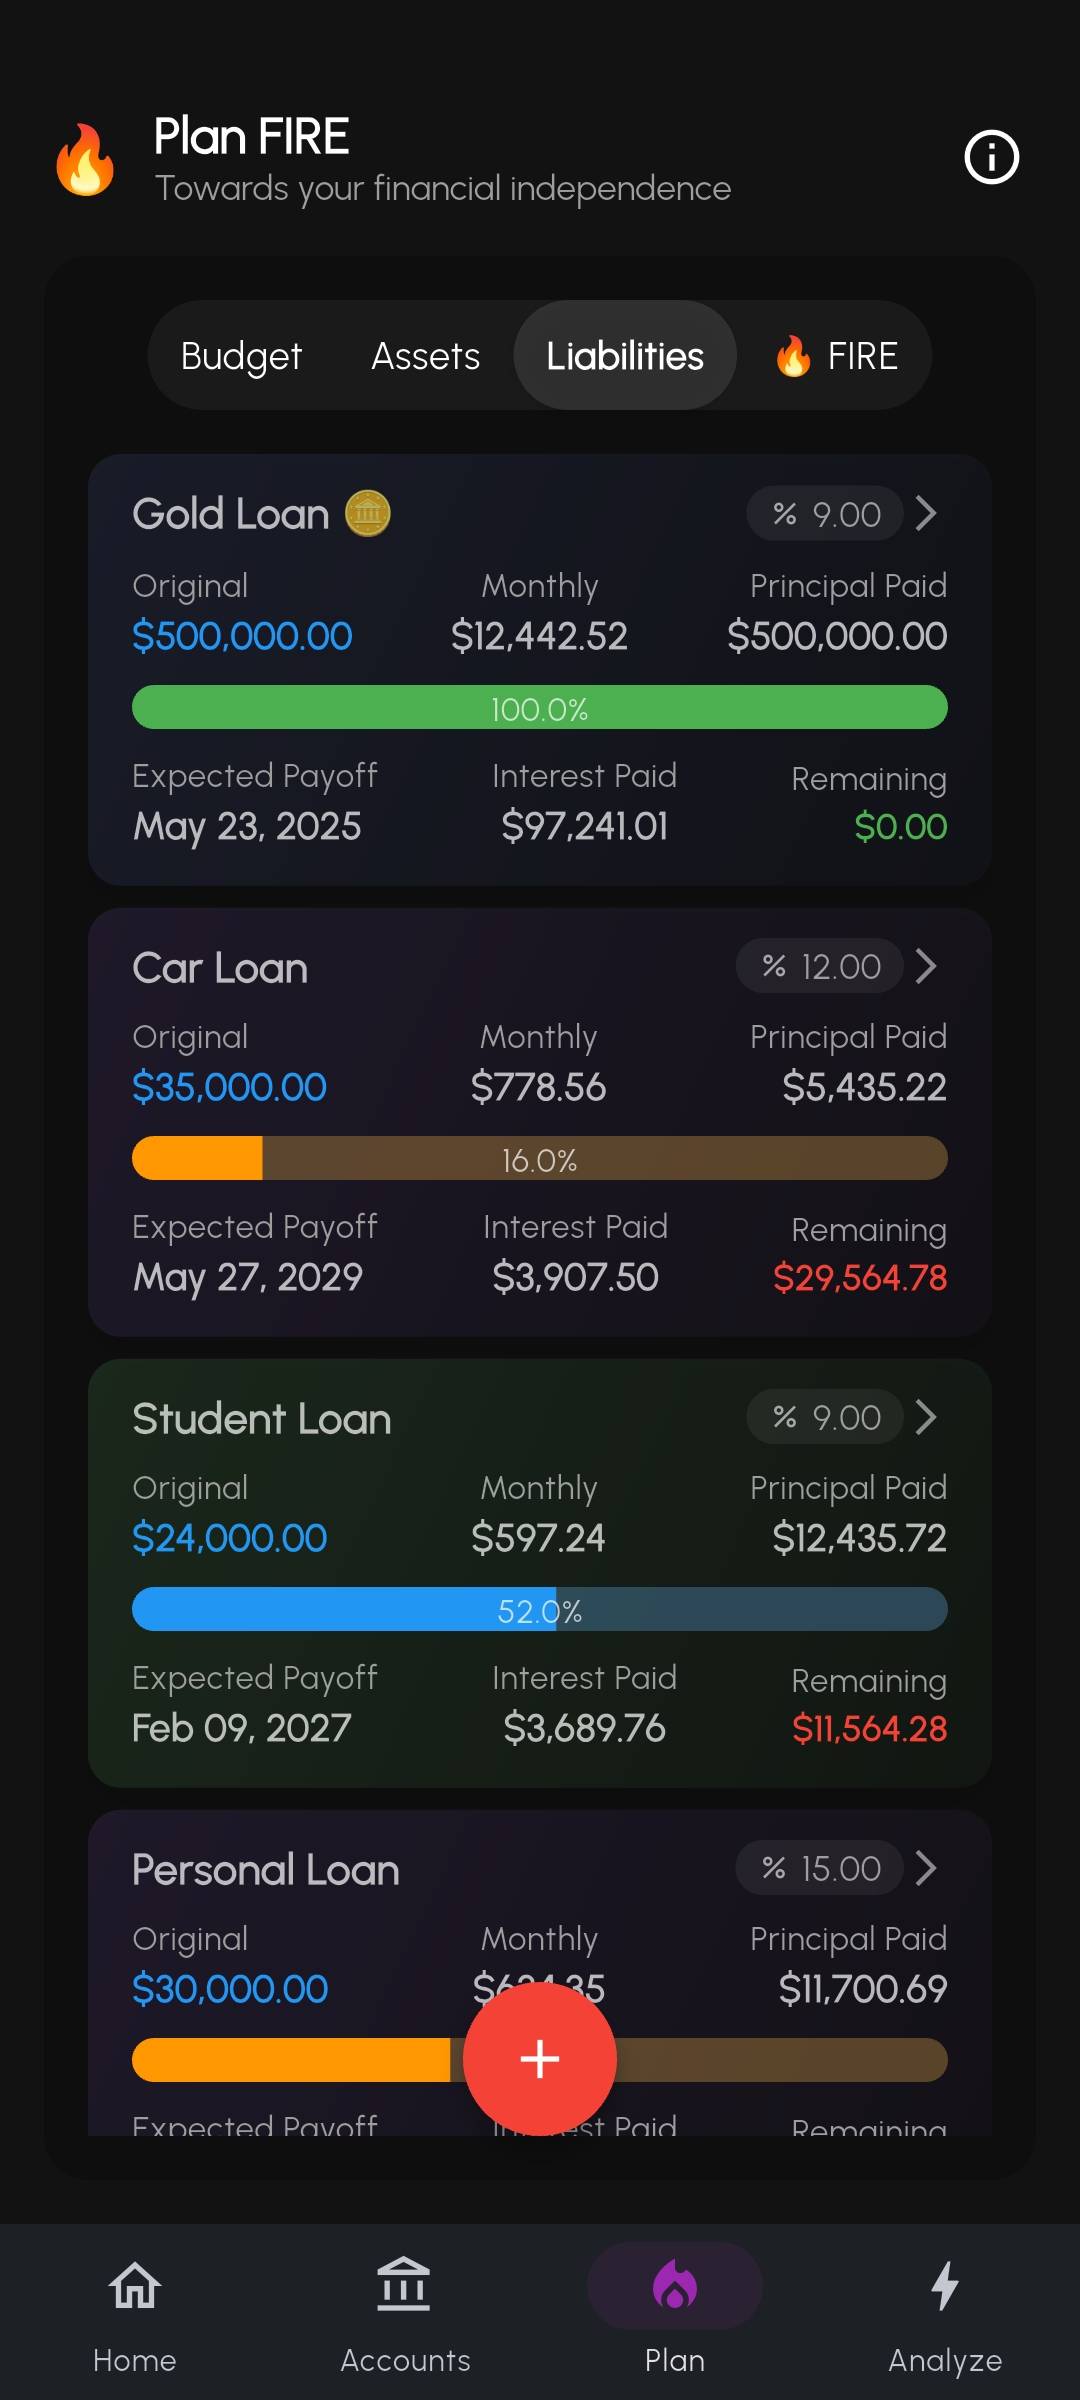 Plan FIRE
Towards your financial independence
Budget Assets Liabilities FIRE
Gold Loan % 9.00
Original Monthly Principal Paid
$500,000.00 $12,442.52 $500,000.00
100.0%
Expected Payoff Interest Paid Remaining
May 23, 2025 $97,241.01 $0.00
Car Loan % 12.00
Original Monthly Principal Paid
$35,000.00 $778.56 $5,435.22
16.0%
Expected Payoff Interest Paid Remaining
May 27, 2029 $3,907.50 $29,564.78
Student Loan % 9.00
Original Monthly Principal Paid
$24,000.00 $597.24 $12,435.72
52.0%
Expected Payoff Interest Paid Remaining
Feb 09, 2027 $3,689.76 $11,564.28
Personal Loan % 15.00
Original Monthly Principal Paid
$30,000.00 $11,700.69
Expected Payoff Paid Remaining
Home Accounts Plan Analyze